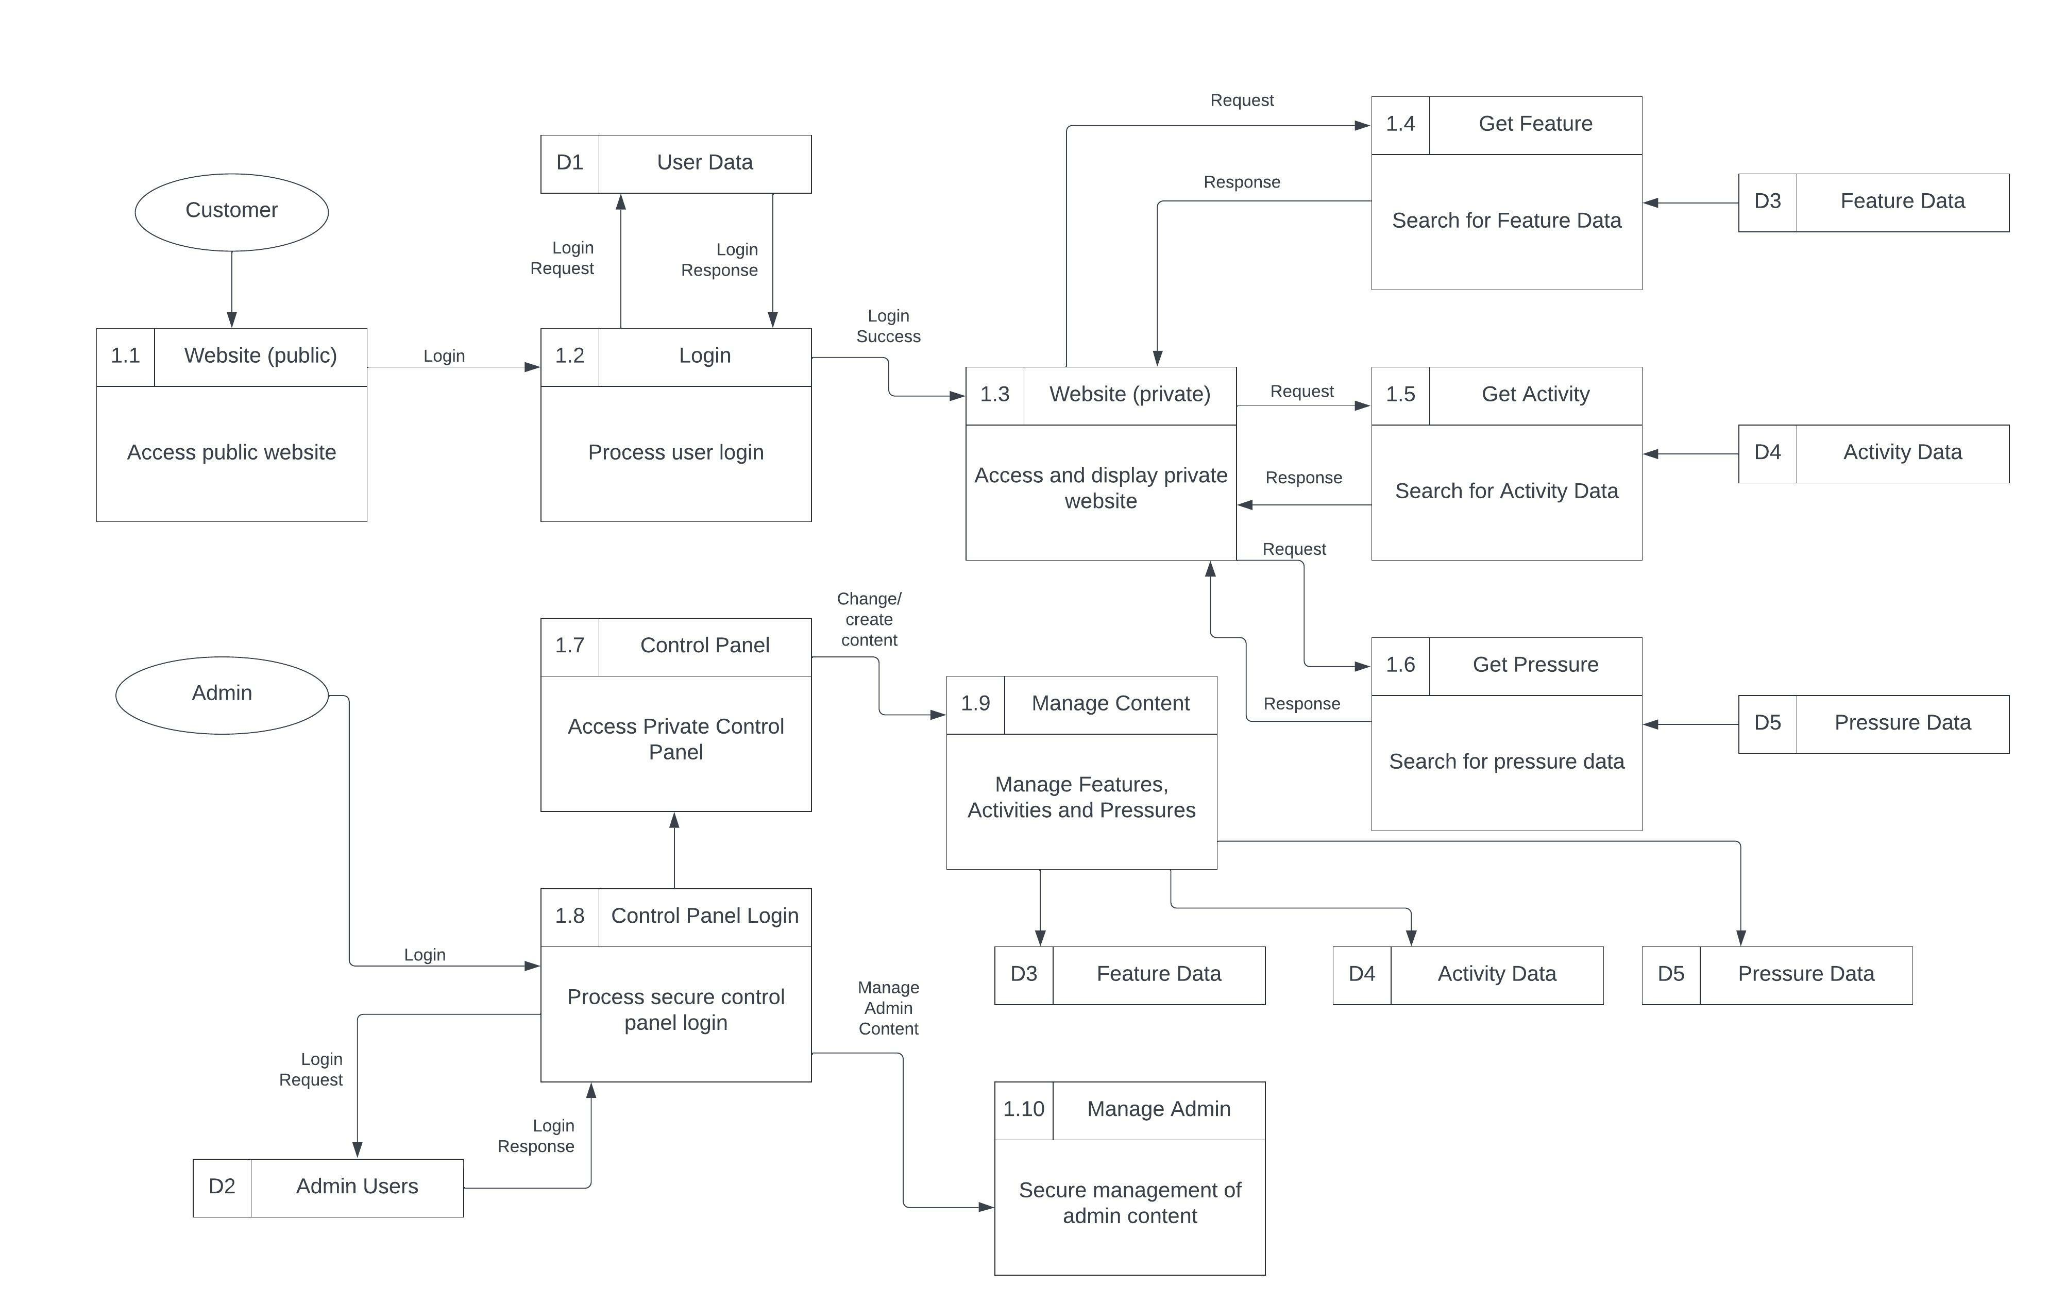 Request
1.4
Get Feature
D1
User Data
Customer
Response
D3
Feature Data
Search for Feature Data
Login
Request
Login
Response
Login
Success
1.1
Website (public)
Login
1.2
Login
1.3
Website (private)
Request
1.5
Get Activity
Access public website
Process user login
Access and display private
website
Response
Search for Activity Data
D4
Activity Data
Request
Change/
create
content
1.7
Control Panel
1.6
Get Pressure
Admin
1.9
Manage Content
Response
D5
Pressure Data
Access Private Control
Panel
Search for pressure data
Manage Features,
Activities and Pressures
1.8
Control Panel Login
Login
D3
Feature Data
D4
Activity Data
D5
Pressure Data
Process secure control
panel login
Manage
Admin
Content
Login
Request
Login
Response
1.10
Manage Admin
D2
Admin Users
Secure management of
admin content